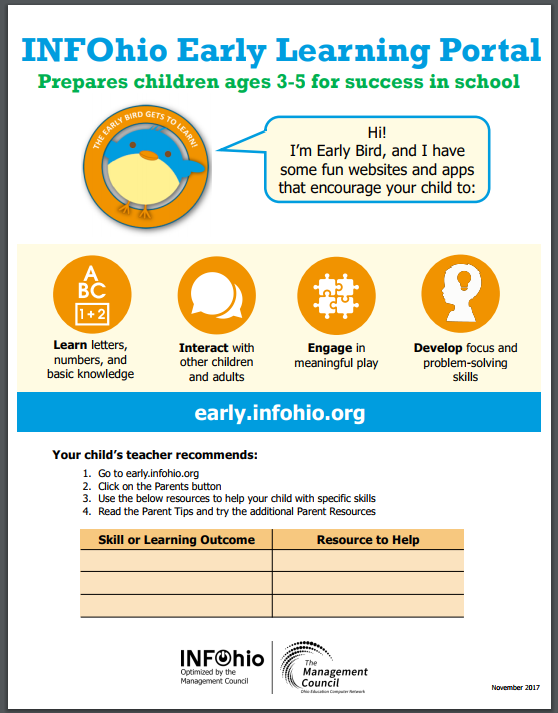 INFOhio Early Learning Portal
Prepares children ages 3-5 for success in school
THE EARLY BIRD GETS TO LEARN!
Hi!
I'm Early Bird, and I have
some fun websites and apps
that encourage your child to:
A
BC
1+2
Learn letters,
numbers, and
basic knowledge
Interact with
other children
and adults
Engage in
meaningful play
Develop focus and
problem-solving
skills
early.infohio.org
Your child's teacher recommends:
1. Go to early.infohio.org
2. Click on the Parents button
3. Use the below resources to help your child with specific skills
4. Read the Parent Tips and try the additional Parent Resources
Skill or Learning Outcome Resource to Help
INFOhio
Optimized by the
Management Council
The
Management
Council
Ohio Education Computer Network
November 2017